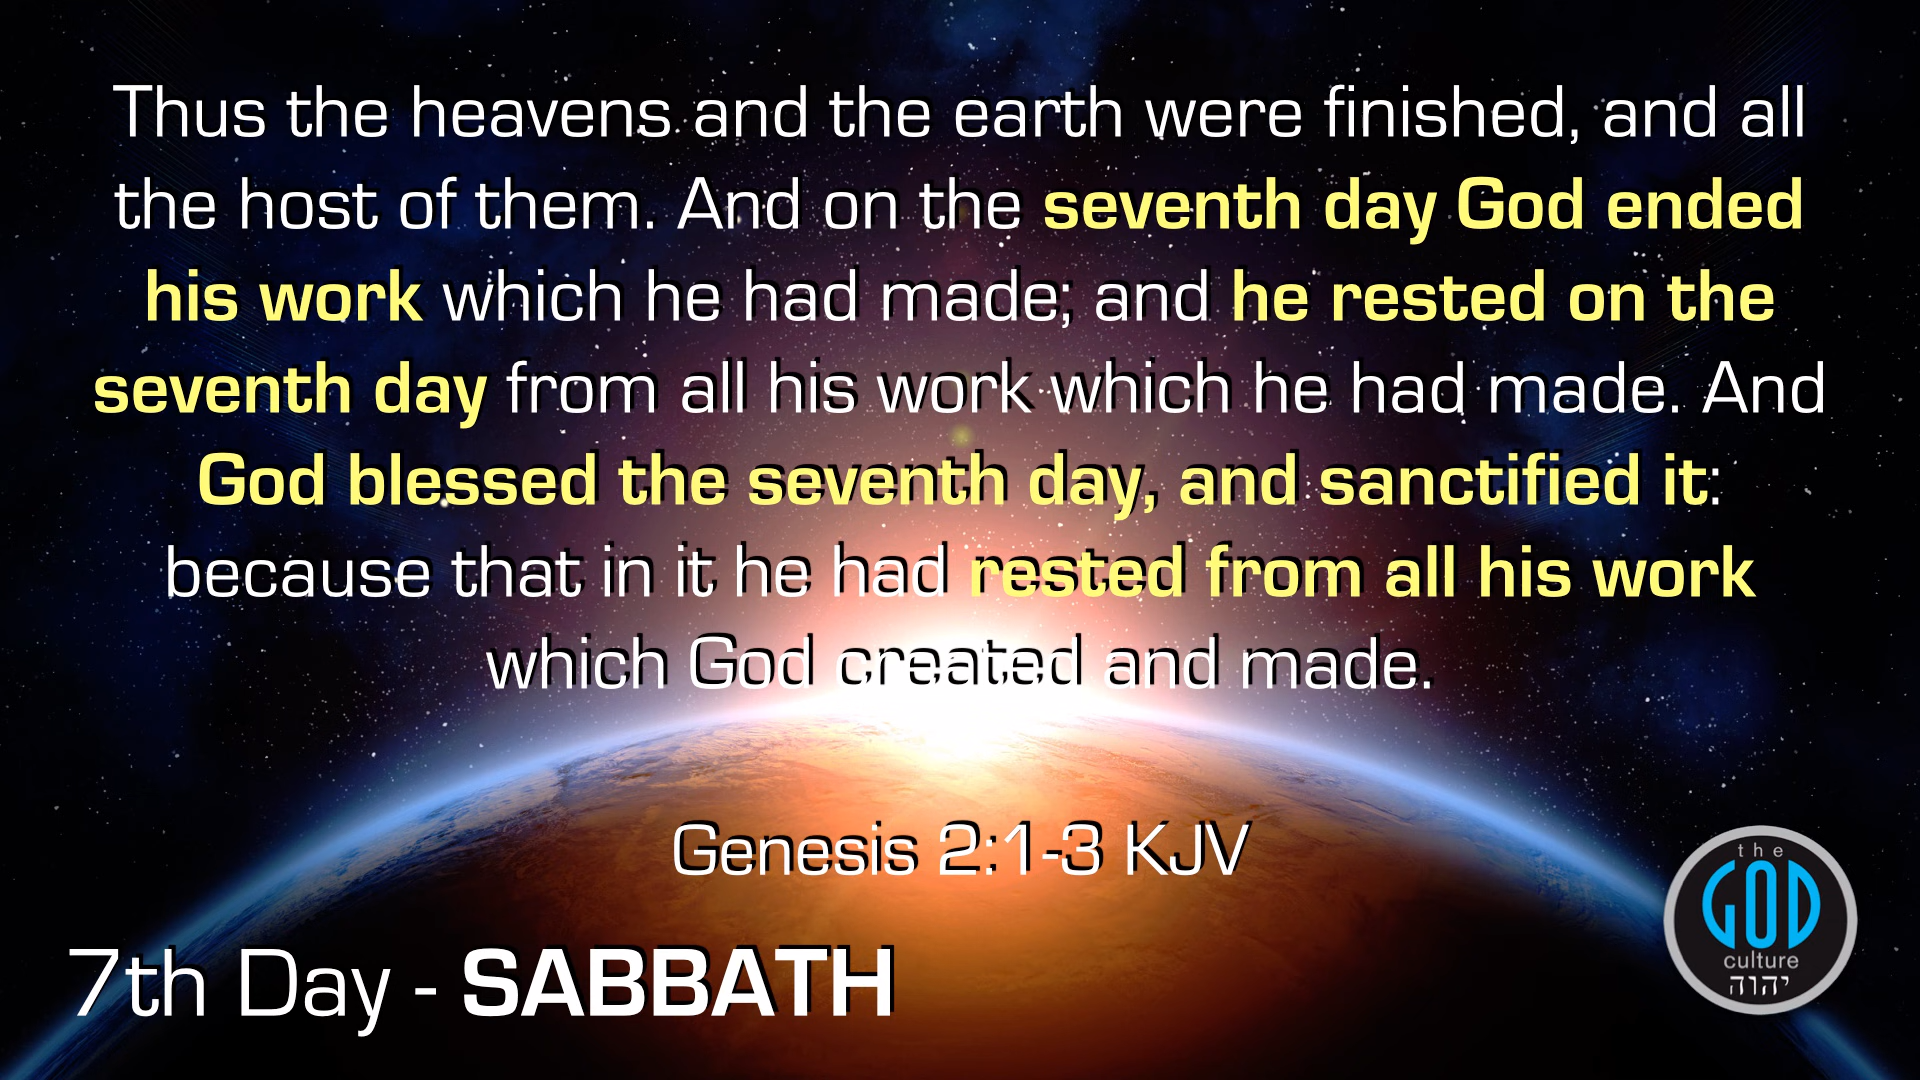 Thus the heavens and the earth were finished, and all
the host of them. And on the seventh day God ended
his work which he had made; and he rested on the
seventh day from all his work which he had made. And
God blessed the seventh day, and sanctified it:
because that in it he had rested from all his work
which God created and made.
Genesis 2:1-3 KJV
7th Day - SABBATH
the
GOD
culture
יהוה